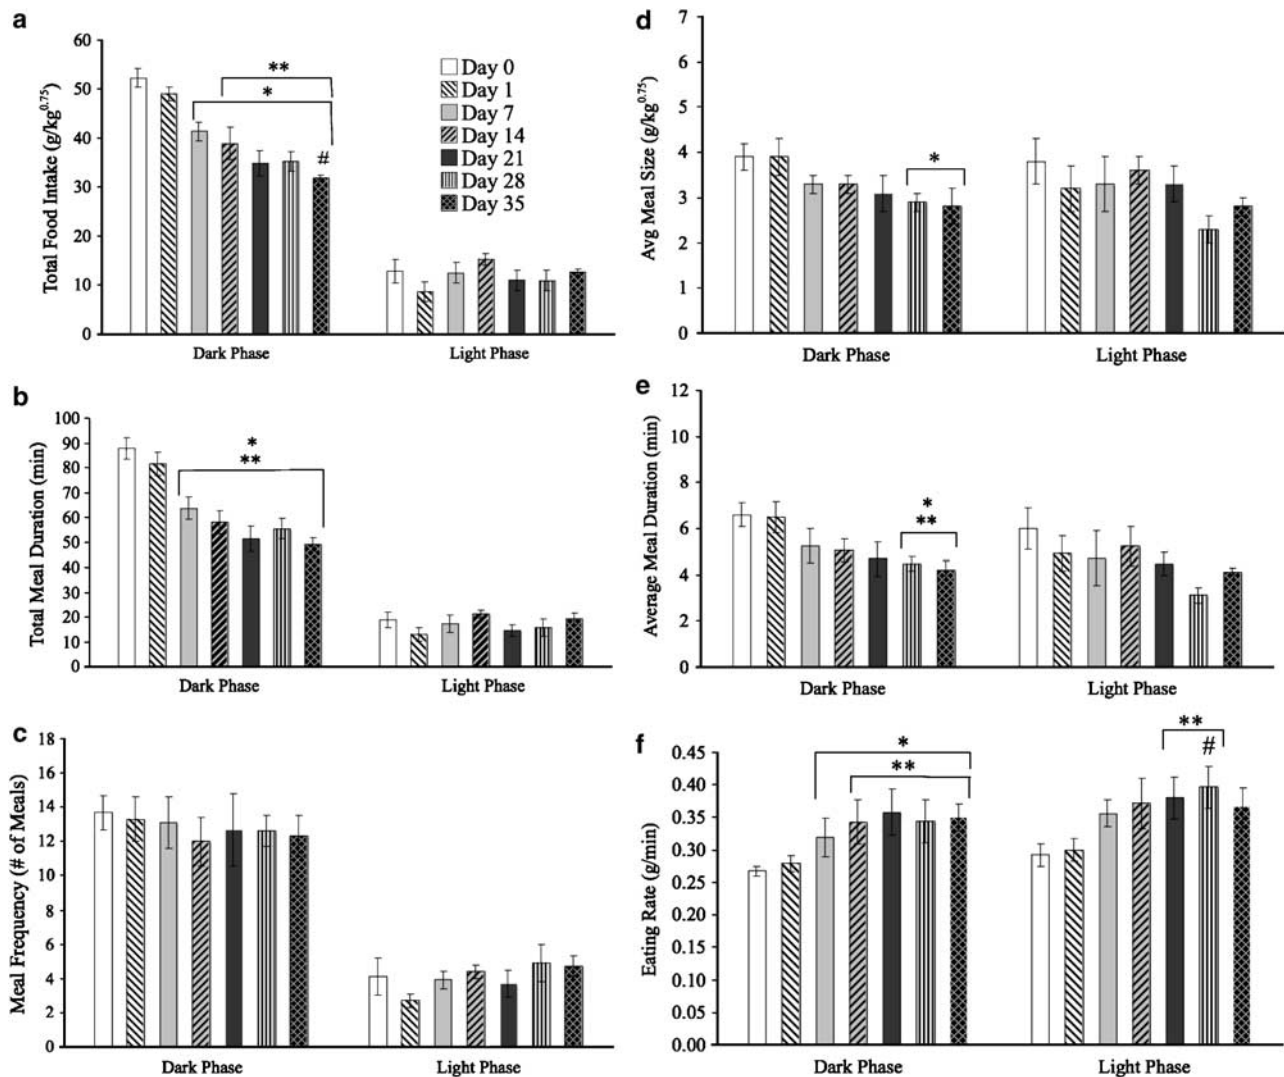 a
60
50
40
30
20
10
0
Total Food Intake (g/kg^0.75)
**
*
#
Day 0
Day 1
Day 7
Day 14
Day 21
Day 28
Day 35
Dark Phase
Light Phase
b
100
90
80
70
60
50
40
30
20
10
0
Total Meal Duration (min)
*
**
Dark Phase
Light Phase
c
18
16
14
12
10
8
6
4
2
0
Meal Frequency (# of Meals)
Dark Phase
Light Phase
d
7
6
5
4
3
2
1
0
Avg Meal Size (g/kg^0.75)
*
Dark Phase
Light Phase
e
12
10
8
6
4
2
0
Average Meal Duration (min)
*
**
Dark Phase
Light Phase
f
0.45
0.40
0.35
0.30
0.25
0.20
0.15
0.10
0.05
0.00
Eating Rate (g/min)
*
**
**
#
Dark Phase
Light Phase